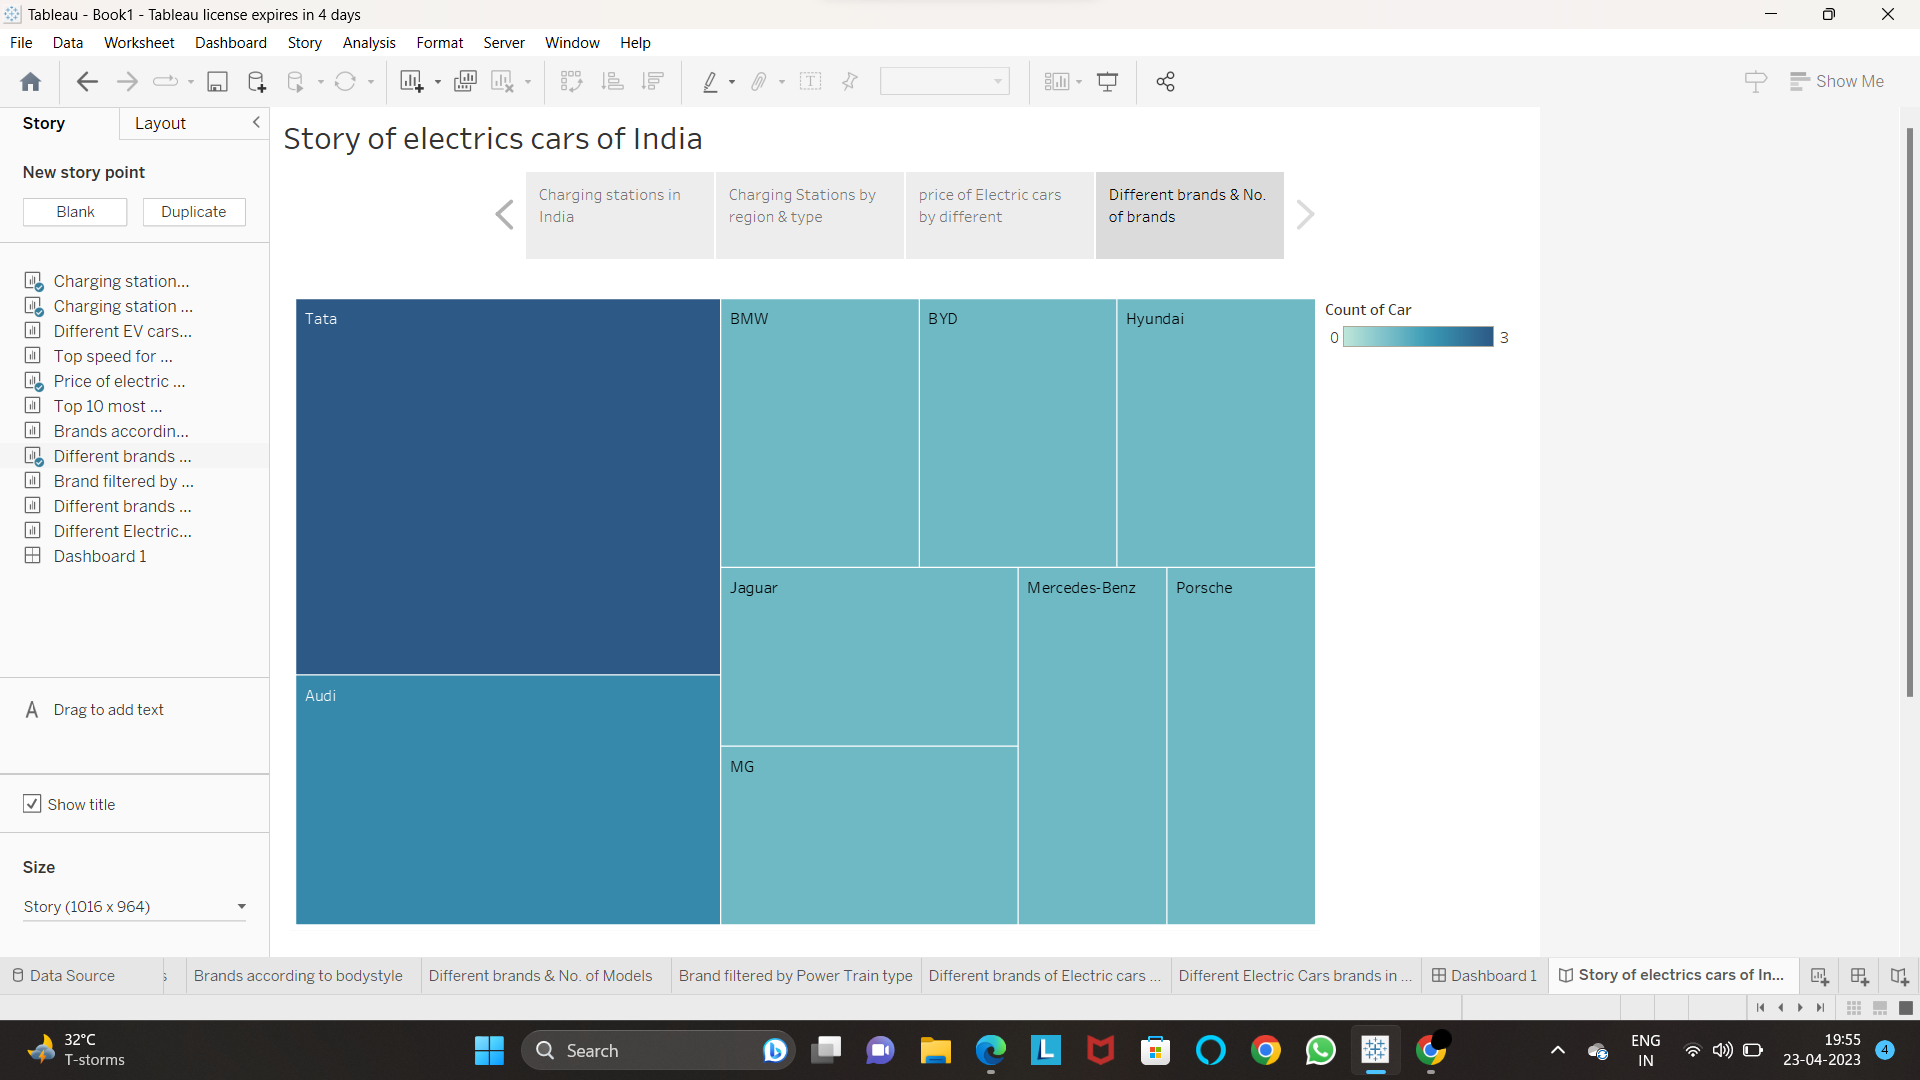 Tableau - Book1 - Tableau license expires in 4 days
File Data Worksheet Dashboard Story Analysis Format Server Window Help
Show Me
Story Layout
New story point
Blank Duplicate
Charging station...
Charging station ...
Different EV cars...
Top speed for ...
Price of electric ...
Top 10 most ...
Brands accordin...
Different brands ...
Brand filtered by ...
Different brands ...
Different Electric...
Dashboard 1
A Drag to add text
Show title
Size
Story (1016 x 964)
Story of electrics cars of India
Charging stations in
India
Charging Stations by
region & type
price of Electric cars
by different
Different brands & No.
of brands
Tata
BMW
BYD
Hyundai
Jaguar
Mercedes-Benz
Porsche
Audi
MG
Count of Car
0 3
Data Source s Brands according to bodystyle Different brands & No. of Models Brand filtered by Power Train type Different brands of Electric cars ... Different Electric Cars brands in ... Dashboard 1 Story of electrics cars of In...
32°C
T-storms
Search
ENG
IN
19:55
23-04-2023
4